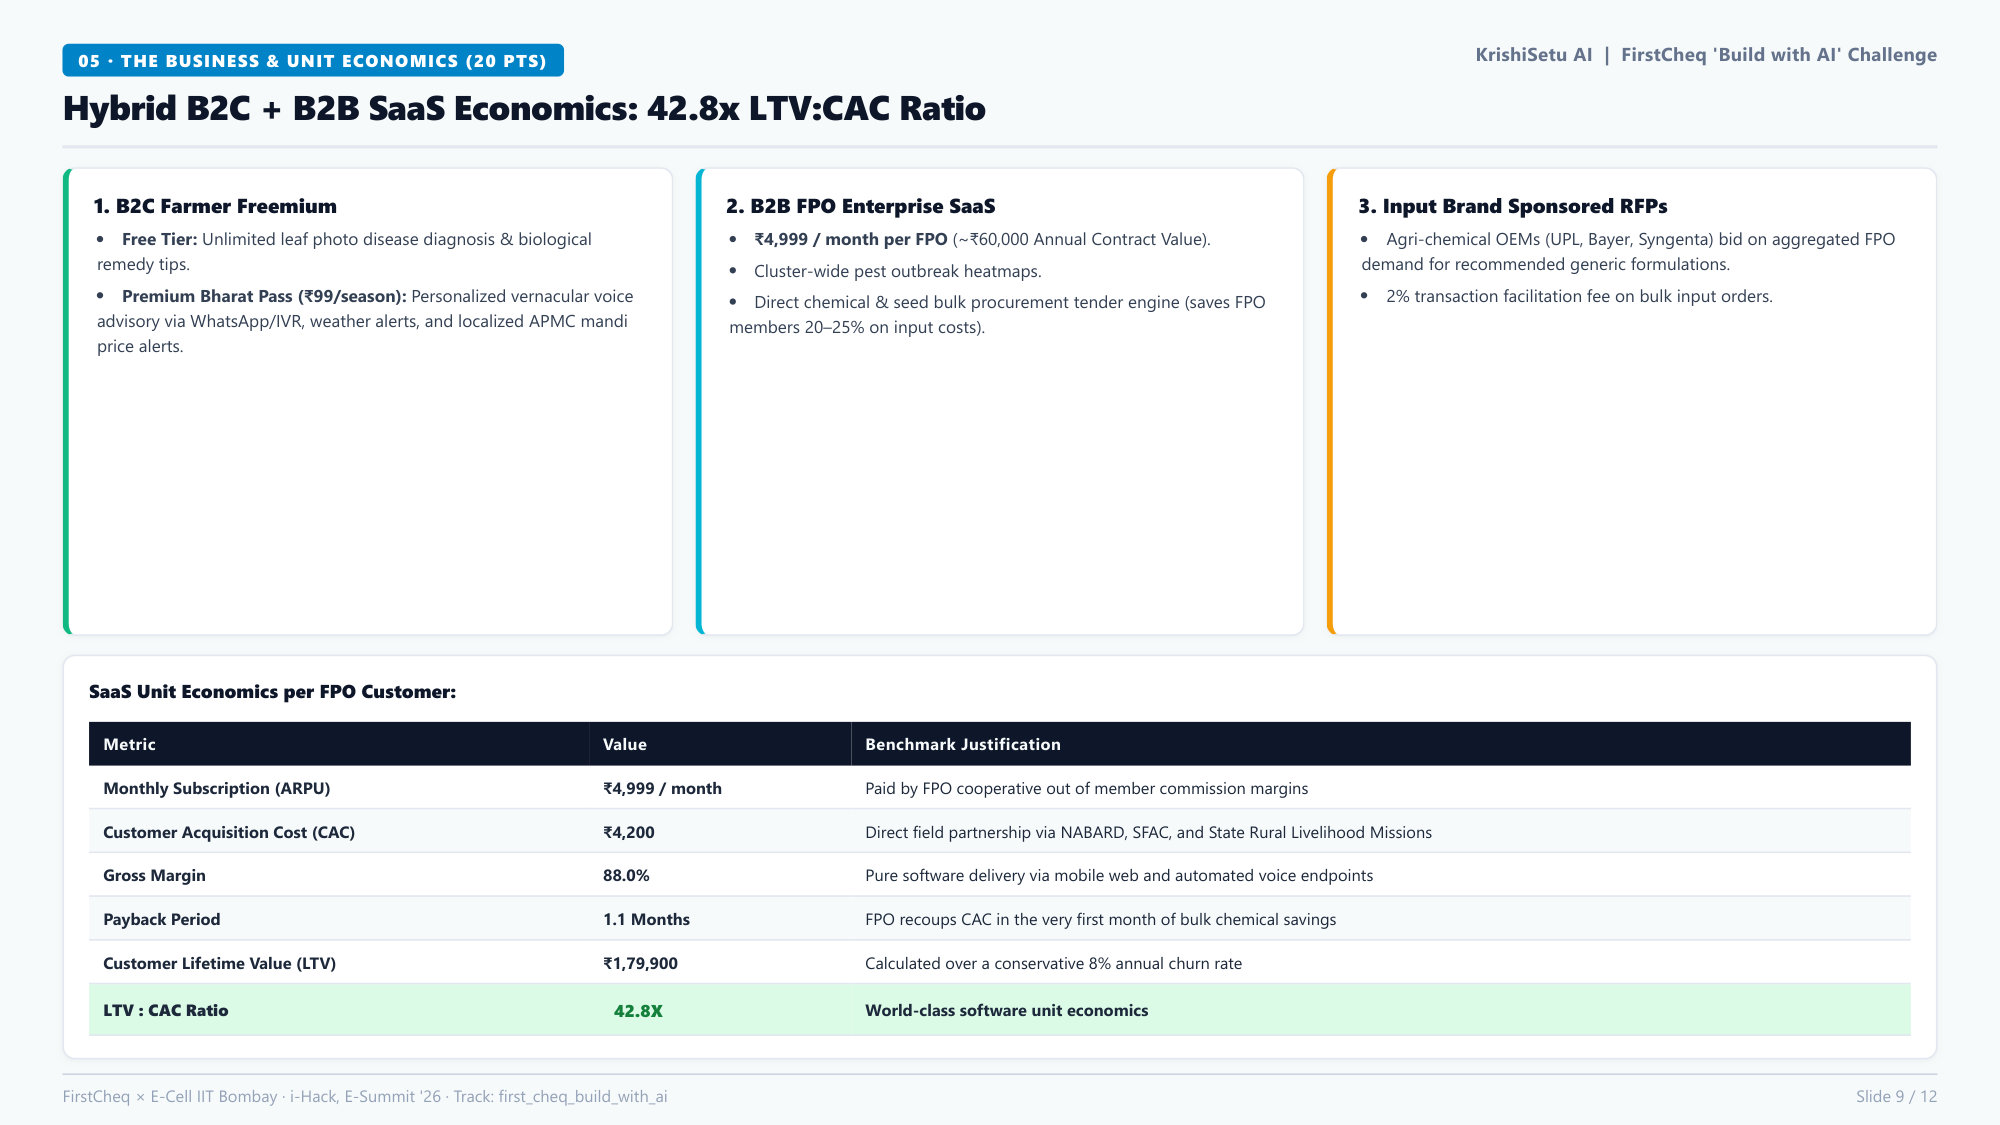 05 · THE BUSINESS & UNIT ECONOMICS (20 PTS)
KrishiSetu AI | FirstCheq 'Build with AI' Challenge
Hybrid B2C + B2B SaaS Economics: 42.8x LTV:CAC Ratio
1. B2C Farmer Freemium
• Free Tier: Unlimited leaf photo disease diagnosis & biological
remedy tips.
• Premium Bharat Pass (₹99/season): Personalized vernacular voice
advisory via WhatsApp/IVR, weather alerts, and localized APMC mandi
price alerts.
2. B2B FPO Enterprise SaaS
• ₹4,999 / month per FPO (~₹60,000 Annual Contract Value).
• Cluster-wide pest outbreak heatmaps.
• Direct chemical & seed bulk procurement tender engine (saves FPO
members 20–25% on input costs).
3. Input Brand Sponsored RFPs
• Agri-chemical OEMs (UPL, Bayer, Syngenta) bid on aggregated FPO
demand for recommended generic formulations.
• 2% transaction facilitation fee on bulk input orders.
SaaS Unit Economics per FPO Customer:
Metric Value Benchmark Justification
Monthly Subscription (ARPU) ₹4,999 / month Paid by FPO cooperative out of member commission margins
Customer Acquisition Cost (CAC) ₹4,200 Direct field partnership via NABARD, SFAC, and State Rural Livelihood Missions
Gross Margin 88.0% Pure software delivery via mobile web and automated voice endpoints
Payback Period 1.1 Months FPO recoups CAC in the very first month of bulk chemical savings
Customer Lifetime Value (LTV) ₹1,79,900 Calculated over a conservative 8% annual churn rate
LTV : CAC Ratio 42.8X World-class software unit economics
FirstCheq × E-Cell IIT Bombay · i-Hack, E-Summit '26 · Track: first_cheq_build_with_ai
Slide 9 / 12